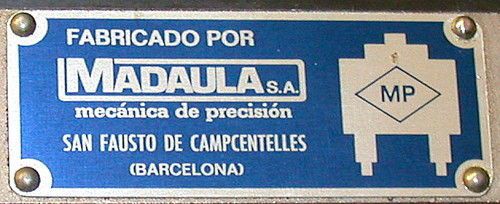 FABRICADO POR
MADAULA S.A.
mecánica de precisión
SAN FAUSTO DE CAMPCENTELLES
(BARCELONA)
MP